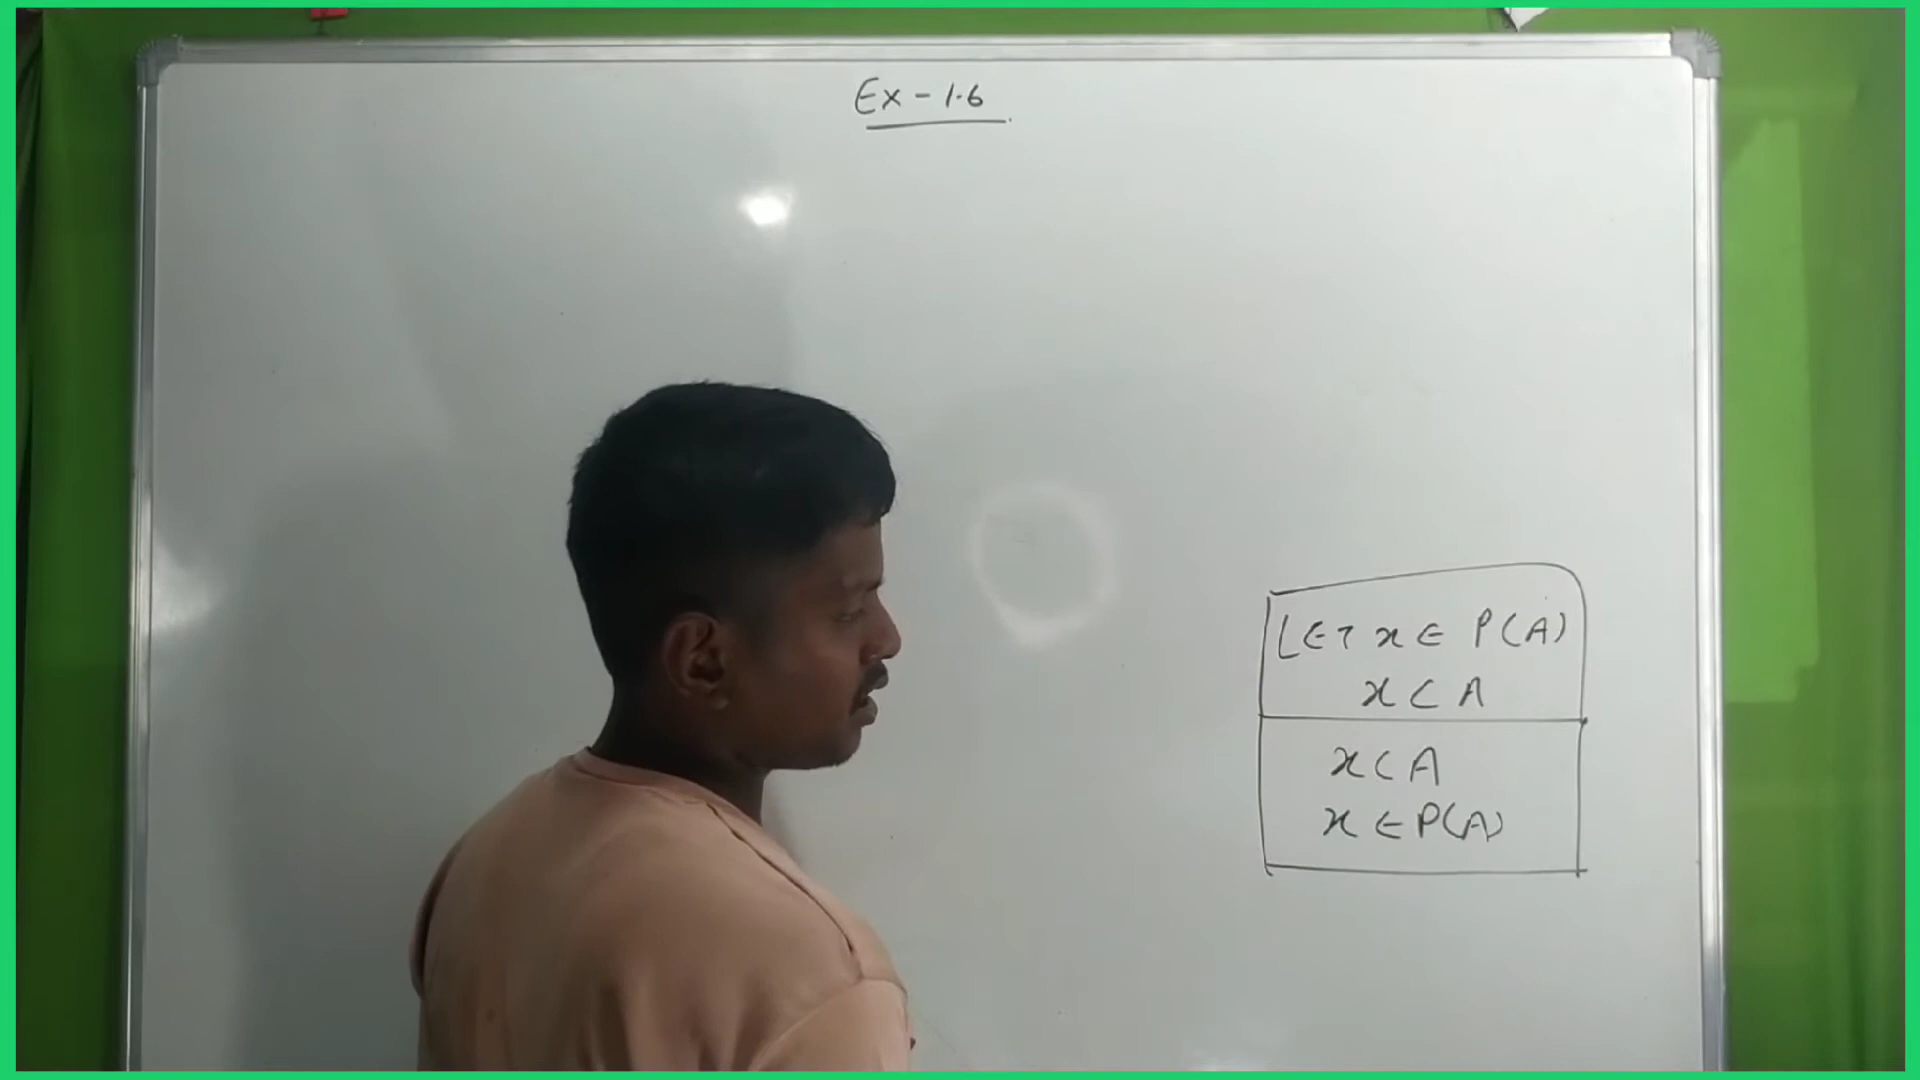 Ex - 1.6
LET x ∈ P(A)
x ⊂ A
x ⊂ A
x ∈ P(A)